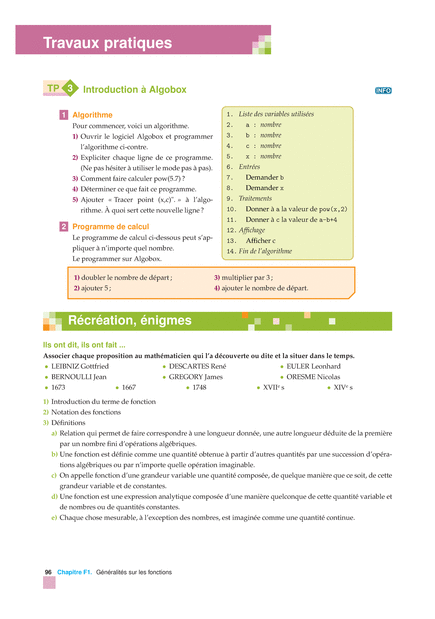 Travaux pratiques
TP 3 Introduction à Algobox
INFO
1 Algorithme
Pour commencer, voici un algorithme.
1) Ouvrir le logiciel Algobox et programmer
l'algorithme ci-contre.
2) Expliciter chaque ligne de ce programme.
(Ne pas hésiter à utiliser le mode pas à pas).
3) Comment faire calculer pow(5.7)?
4) Déterminer ce que fait ce programme.
5) Ajouter « Tracer point (x,c)". » à l'algo-
rithme. À quoi sert cette nouvelle ligne ?
1. Liste des variables utilisées
2. a : nombre
3. b : nombre
4. c : nombre
5. x : nombre
6. Entrées
7. Demander b
8. Demander x
9. Traitements
10. Donner à a la valeur de pow(x,2)
11. Donner à c la valeur de a-b+4
12. Affichage
13. Afficher c
14. Fin de l'algorithme
2 Programme de calcul
Le programme de calcul ci-dessous peut s'ap-
pliquer à n'importe quel nombre.
Le programmer sur Algobox.
1) doubler le nombre de départ ;
2) ajouter 5 ;
3) multiplier par 3 ;
4) ajouter le nombre de départ.
Récréation, énigmes
Ils ont dit, ils ont fait ...
Associer chaque proposition au mathématicien qui l'a découverte ou dite et la situer dans le temps.
• LEIBNIZ Gottfried • DESCARTES René • EULER Leonhard
• BERNOULLI Jean • GREGORY James • ORESME Nicolas
• 1673 • 1667 • 1748 • XVIIe s • XIVe s
1) Introduction du terme de fonction
2) Notation des fonctions
3) Définitions
a) Relation qui permet de faire correspondre à une longueur donnée, une autre longueur déduite de la première
par un nombre fini d'opérations algébriques.
b) Une fonction est définie comme une quantité obtenue à partir d'autres quantités par une succession d'opéra-
tions algébriques ou par n'importe quelle opération imaginable.
c) On appelle fonction d'une grandeur variable une quantité composée, de quelque manière que ce soit, de cette
grandeur variable et de constantes.
d) Une fonction est une expression analytique composée d'une manière quelconque de cette quantité variable et
de nombres ou de quantités constantes.
e) Chaque chose mesurable, à l'exception des nombres, est imaginée comme une quantité continue.
96 Chapitre F1. Généralités sur les fonctions